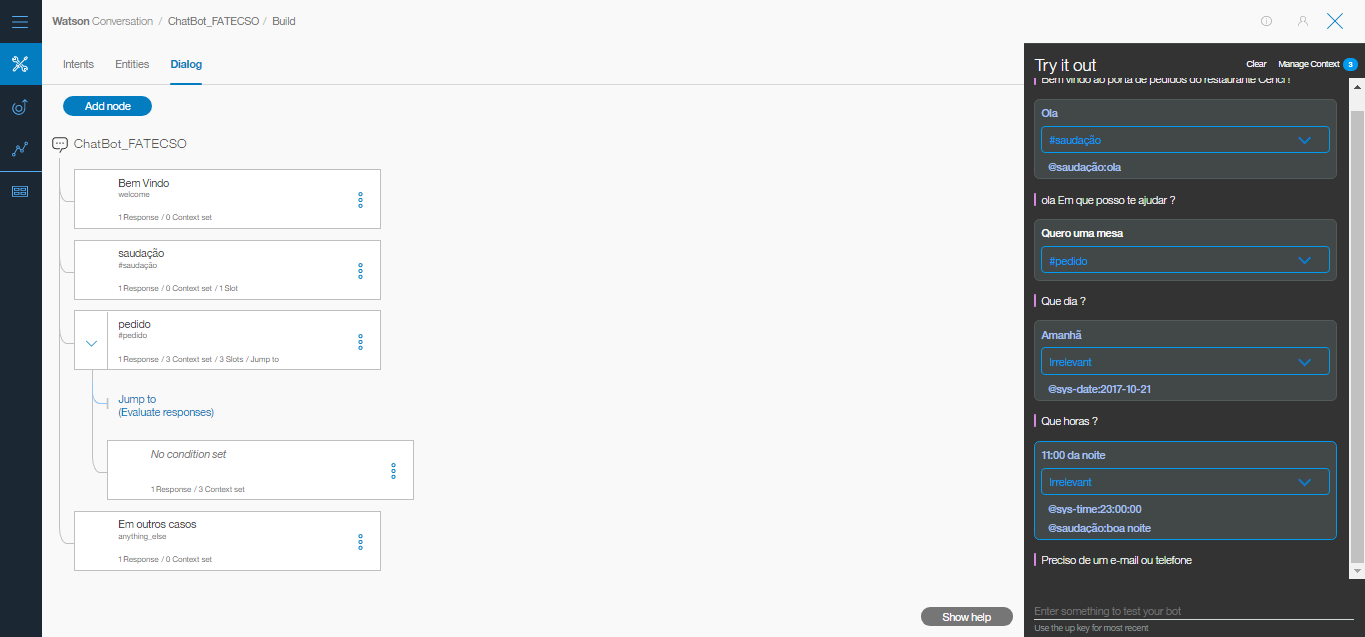 Watson Conversation / ChatBot_FATECSO / Build
Intents Entities Dialog
Add node
ChatBot_FATECSO
Bem Vindo
welcome
1 Response / 0 Context set
saudação
#saudação
1 Response / 0 Context set / 1 Slot
pedido
#pedido
1 Response / 3 Context set / 3 Slots / Jump to
Jump to
(Evaluate responses)
No condition set
1 Response / 3 Context set
Em outros casos
anything_else
1 Response / 0 Context set
Show help
Try it out Clear Manage Context 3
Bem vindo ao porta de pedidos do restaurante Cenci !
Ola
#saudação
@saudação:ola
ola Em que posso te ajudar ?
Quero uma mesa
#pedido
Que dia ?
Amanhã
Irrelevant
@sys-date:2017-10-21
Que horas ?
11:00 da noite
Irrelevant
@sys-time:23:00:00
@saudação:boa noite
Preciso de um e-mail ou telefone
Enter something to test your bot
Use the up key for most recent